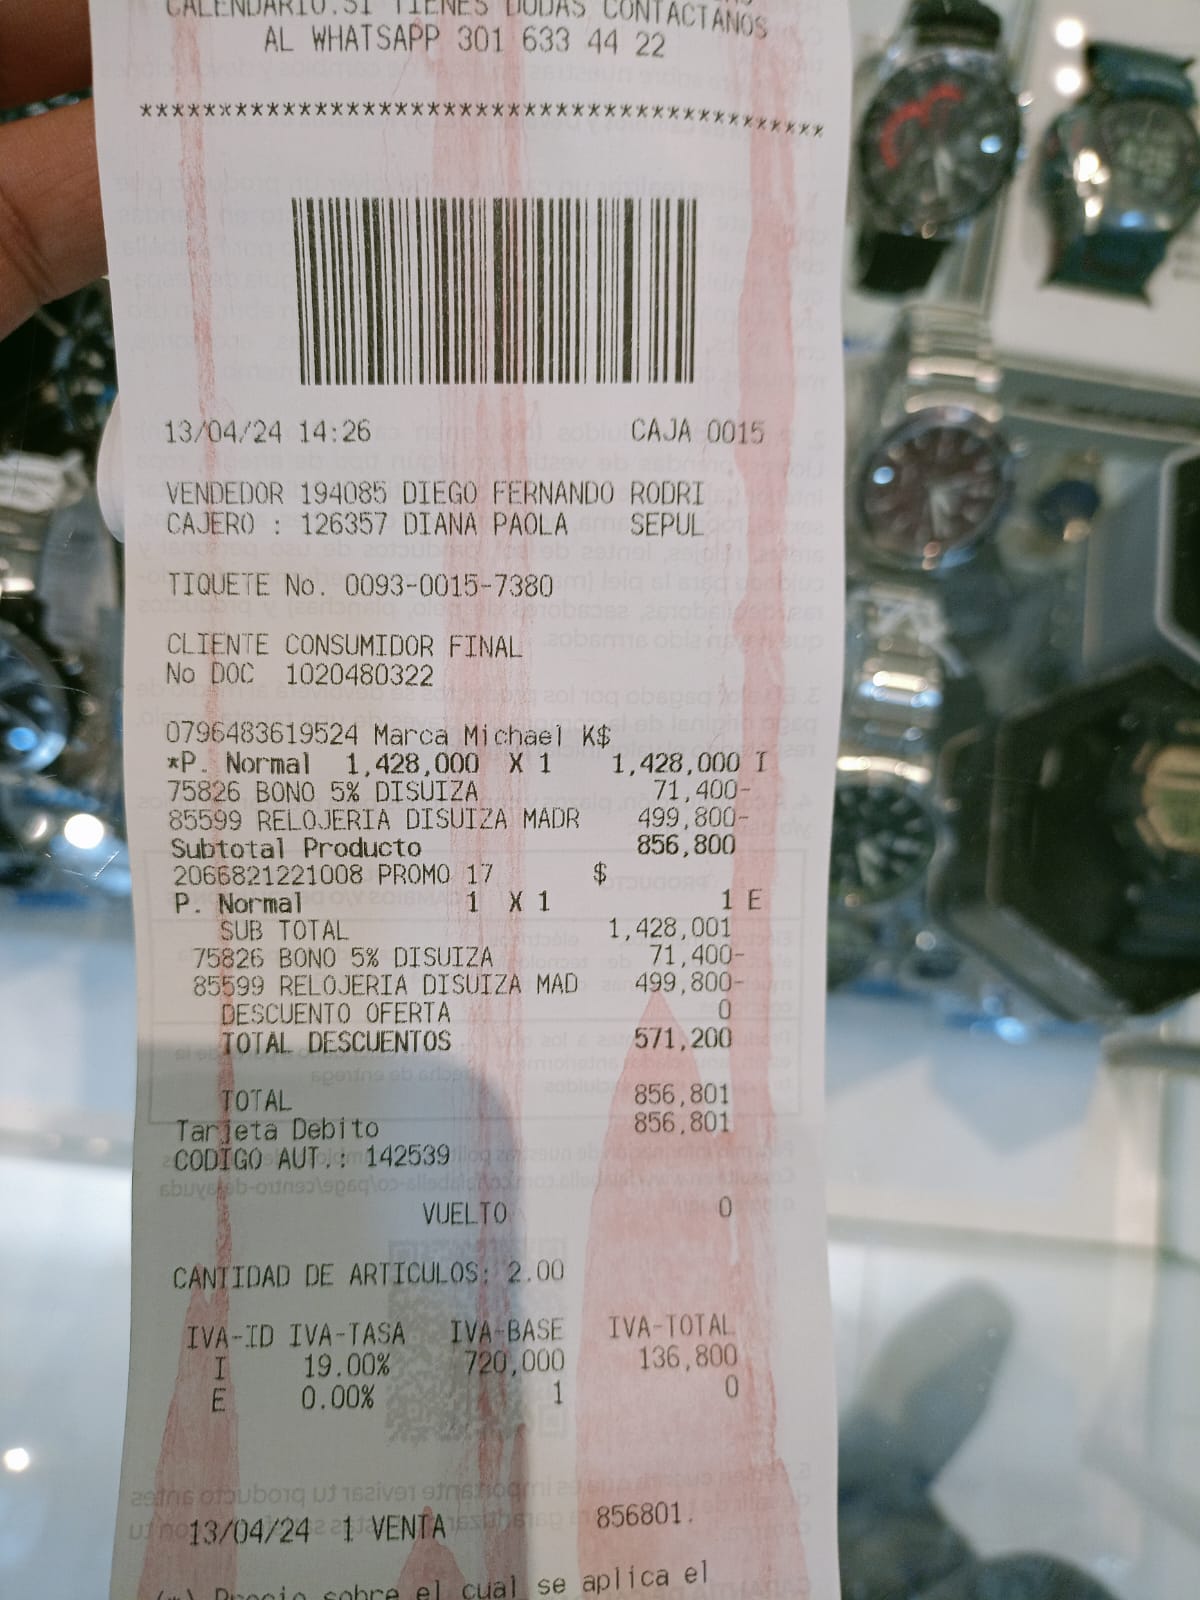 CALENDARIO.SI TIENES DUDAS CONTACTANOS
AL WHATSAPP 301 633 44 22
*****************************************************
13/04/24 14:26 CAJA 0015
VENDEDOR 194085 DIEGO FERNANDO RODRI
CAJERO : 126357 DIANA PAOLA SEPUL
TIQUETE No. 0093-0015-7380
CLIENTE CONSUMIDOR FINAL
No DOC 1020480322
0796483619524 Marca Michael K$
*P. Normal 1,428,000 X 1 1,428,000 I
75826 BONO 5% DISUIZA 71,400-
85599 RELOJERIA DISUIZA MADR 499,800-
Subtotal Producto 856,800
2066821221008 PROMO 17 $
P. Normal 1 X 1 1 E
SUB TOTAL 1,428,001
75826 BONO 5% DISUIZA 71,400-
85599 RELOJERIA DISUIZA MAD 499,800-
DESCUENTO OFERTA 0
TOTAL DESCUENTOS 571,200
TOTAL 856,801
Tarjeta Debito 856,801
CODIGO AUT.: 142539
VUELTO 0
CANTIDAD DE ARTICULOS: 2.00
IVA-ID IVA-TASA IVA-BASE IVA-TOTAL
I 19.00% 720,000 136,800
E 0.00% 1 0
13/04/24 1 VENTA 856801.
(*) Precio sobre el cual se aplica el